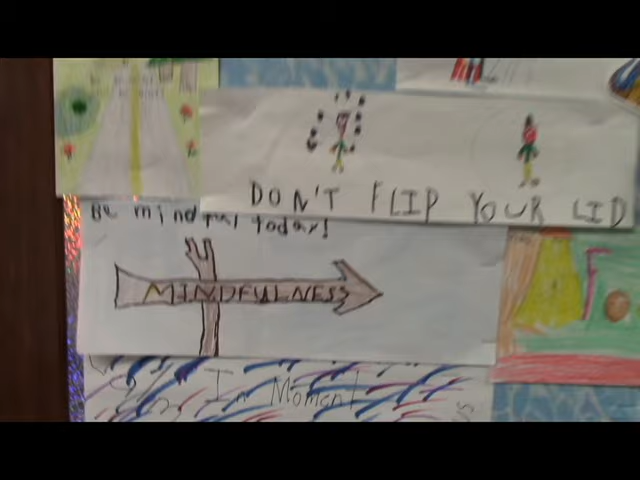 DON'T FLIP YOUR LID
Be mindful today!
MINDFULNESS
In Moment